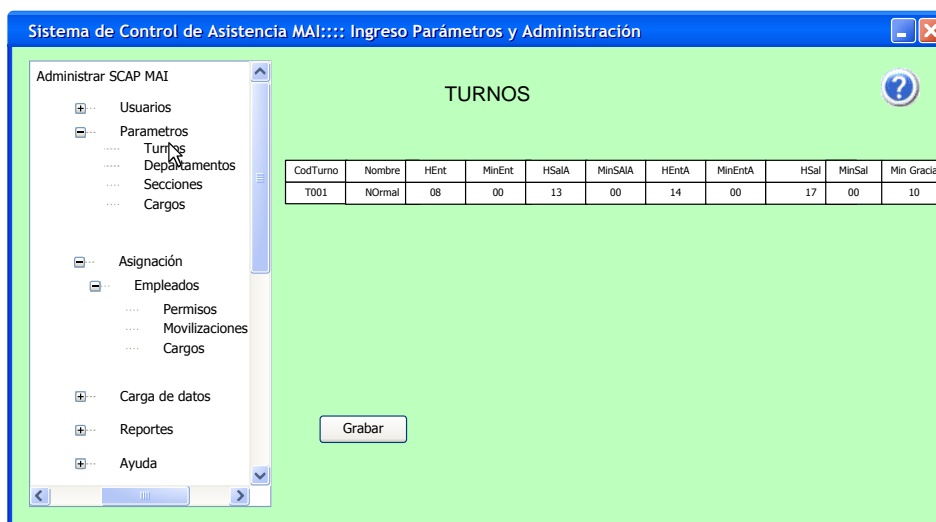 Sistema de Control de Asistencia MAI:::: Ingreso Parámetros y Administración
Administrar SCAP MAI
Usuarios
Parametros
Turnos
Departamentos
Secciones
Cargos
Asignación
Empleados
Permisos
Movilizaciones
Cargos
Carga de datos
Reportes
Ayuda
TURNOS
CodTurno Nombre HEnt MinEnt HSalA MinSAlA HEntA MinEntA HSal MinSal Min Gracia
T001 NOrmal 08 00 13 00 14 00 17 00 10
Grabar